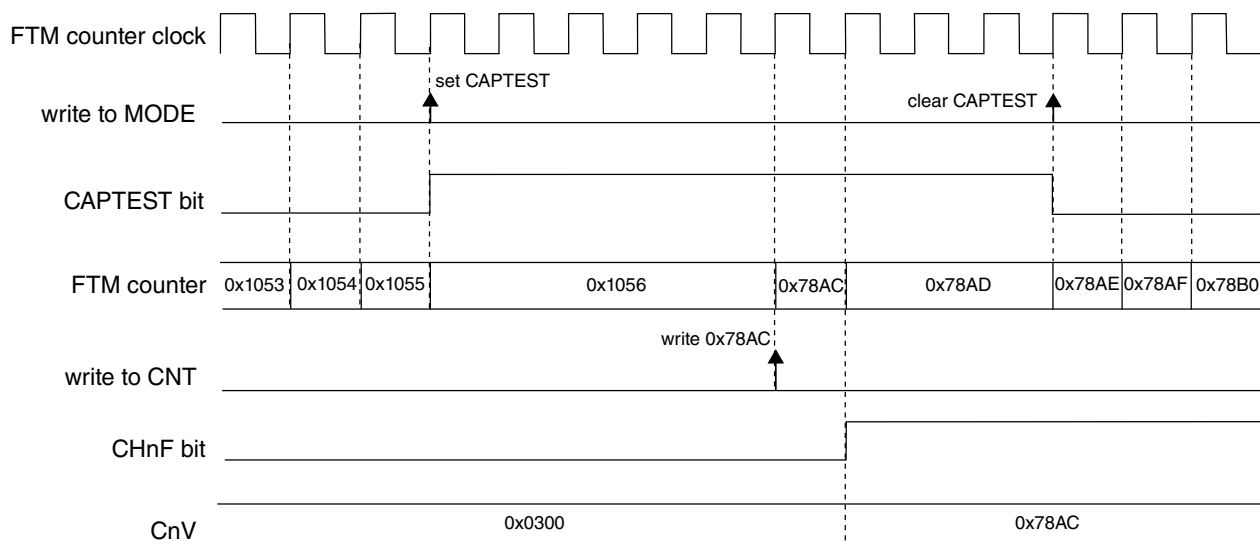 FTM counter clock
set CAPTEST
write to MODE
clear CAPTEST
CAPTEST bit
FTM counter 0x1053 0x1054 0x1055 0x1056 0x78AC 0x78AD 0x78AE 0x78AF 0x78B0
write 0x78AC
write to CNT
CHnF bit
CnV 0x0300 0x78AC